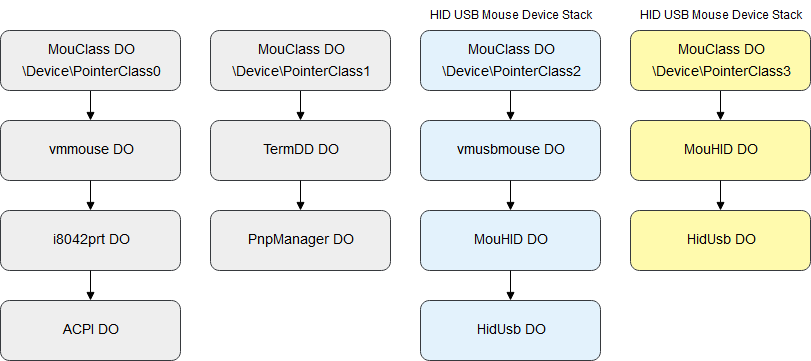 HID USB Mouse Device Stack
HID USB Mouse Device Stack
MouClass DO
\Device\PointerClass0
MouClass DO
\Device\PointerClass1
MouClass DO
\Device\PointerClass2
MouClass DO
\Device\PointerClass3
vmmouse DO
TermDD DO
vmusbmouse DO
MouHID DO
i8042prt DO
PnpManager DO
MouHID DO
HidUsb DO
ACPI DO
HidUsb DO